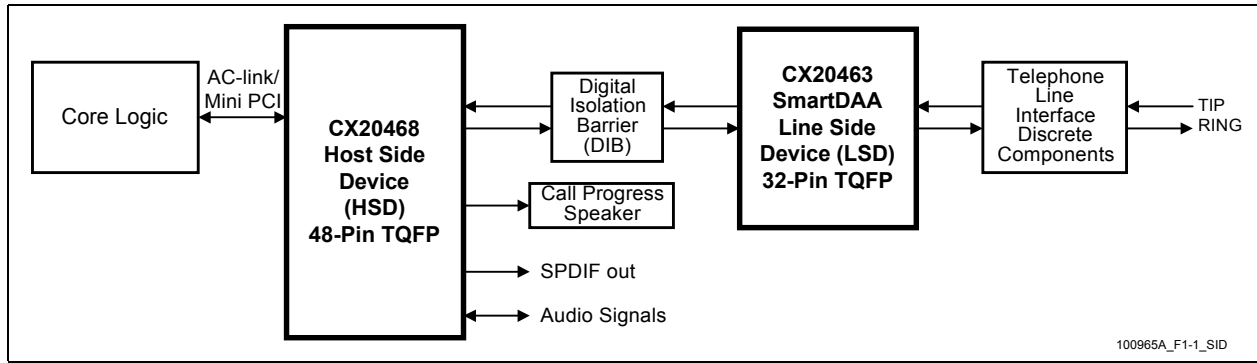 Core Logic
AC-link/
Mini PCI
CX20468
Host Side
Device
(HSD)
48-Pin TQFP
Digital
Isolation
Barrier
(DIB)
Call Progress
Speaker
SPDIF out
Audio Signals
CX20463
SmartDAA
Line Side
Device (LSD)
32-Pin TQFP
Telephone
Line
Interface
Discrete
Components
TIP
RING
100965A_F1-1_SID